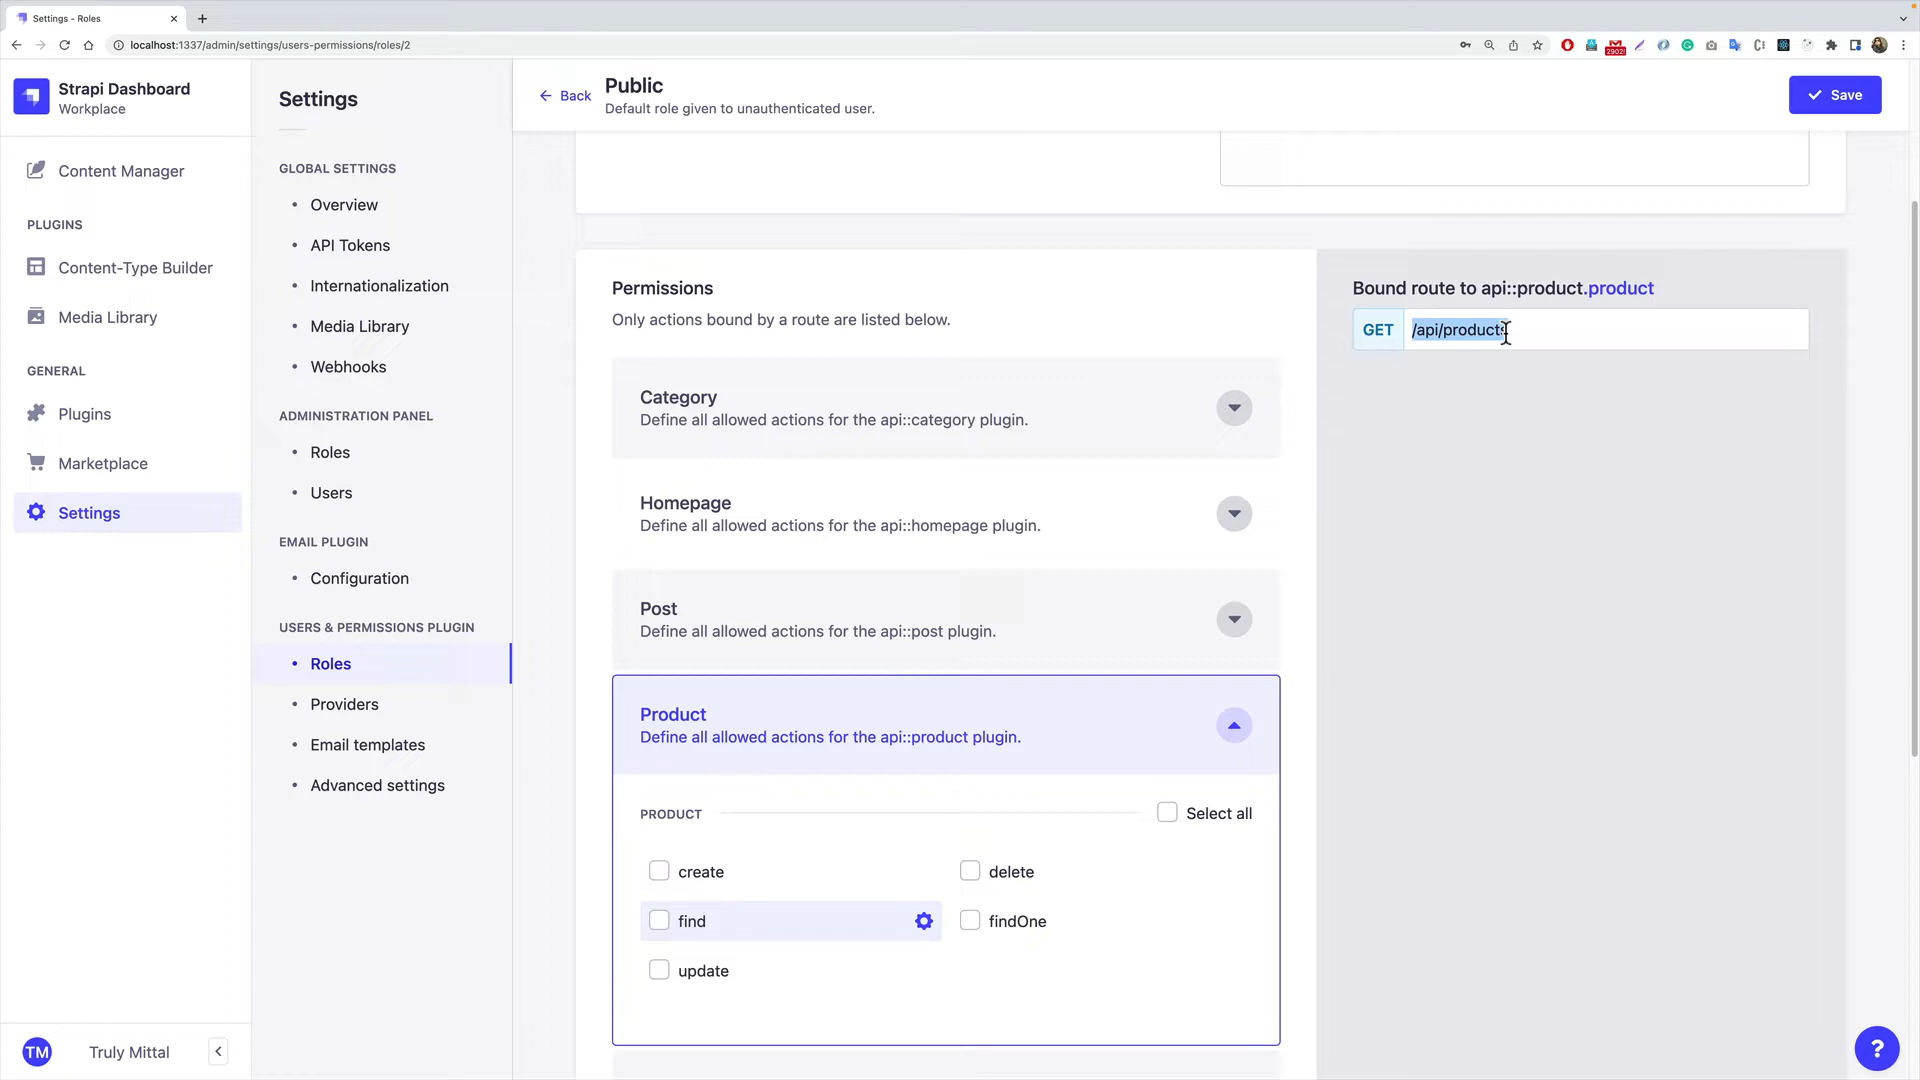 Settings - Roles
localhost:1337/admin/settings/users-permissions/roles/2
2902!
Strapi Dashboard
Workplace
Content Manager
PLUGINS
Content-Type Builder
Media Library
GENERAL
Plugins
Marketplace
Settings
TM
Truly Mittal
Settings
GLOBAL SETTINGS
Overview
API Tokens
Internationalization
Media Library
Webhooks
ADMINISTRATION PANEL
Roles
Users
EMAIL PLUGIN
Configuration
USERS & PERMISSIONS PLUGIN
Roles
Providers
Email templates
Advanced settings
Back
Public
Default role given to unauthenticated user.
Save
Permissions
Only actions bound by a route are listed below.
Category
Define all allowed actions for the api::category plugin.
Homepage
Define all allowed actions for the api::homepage plugin.
Post
Define all allowed actions for the api::post plugin.
Product
Define all allowed actions for the api::product plugin.
PRODUCT
Select all
create
delete
find
findOne
update
Bound route to api::product.product
GET /api/products
?